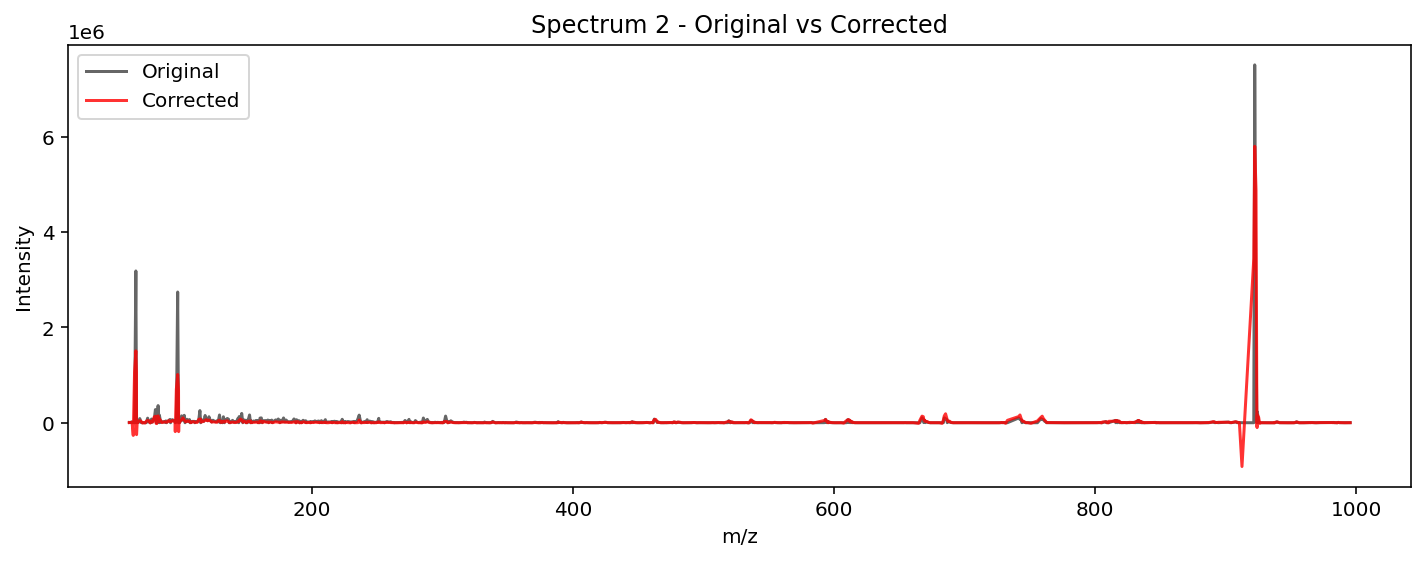 Spectrum 2 - Original vs Corrected
1e6
Original
Corrected
6
4
2
0
Intensity
200 400 600 800 1000
m/z